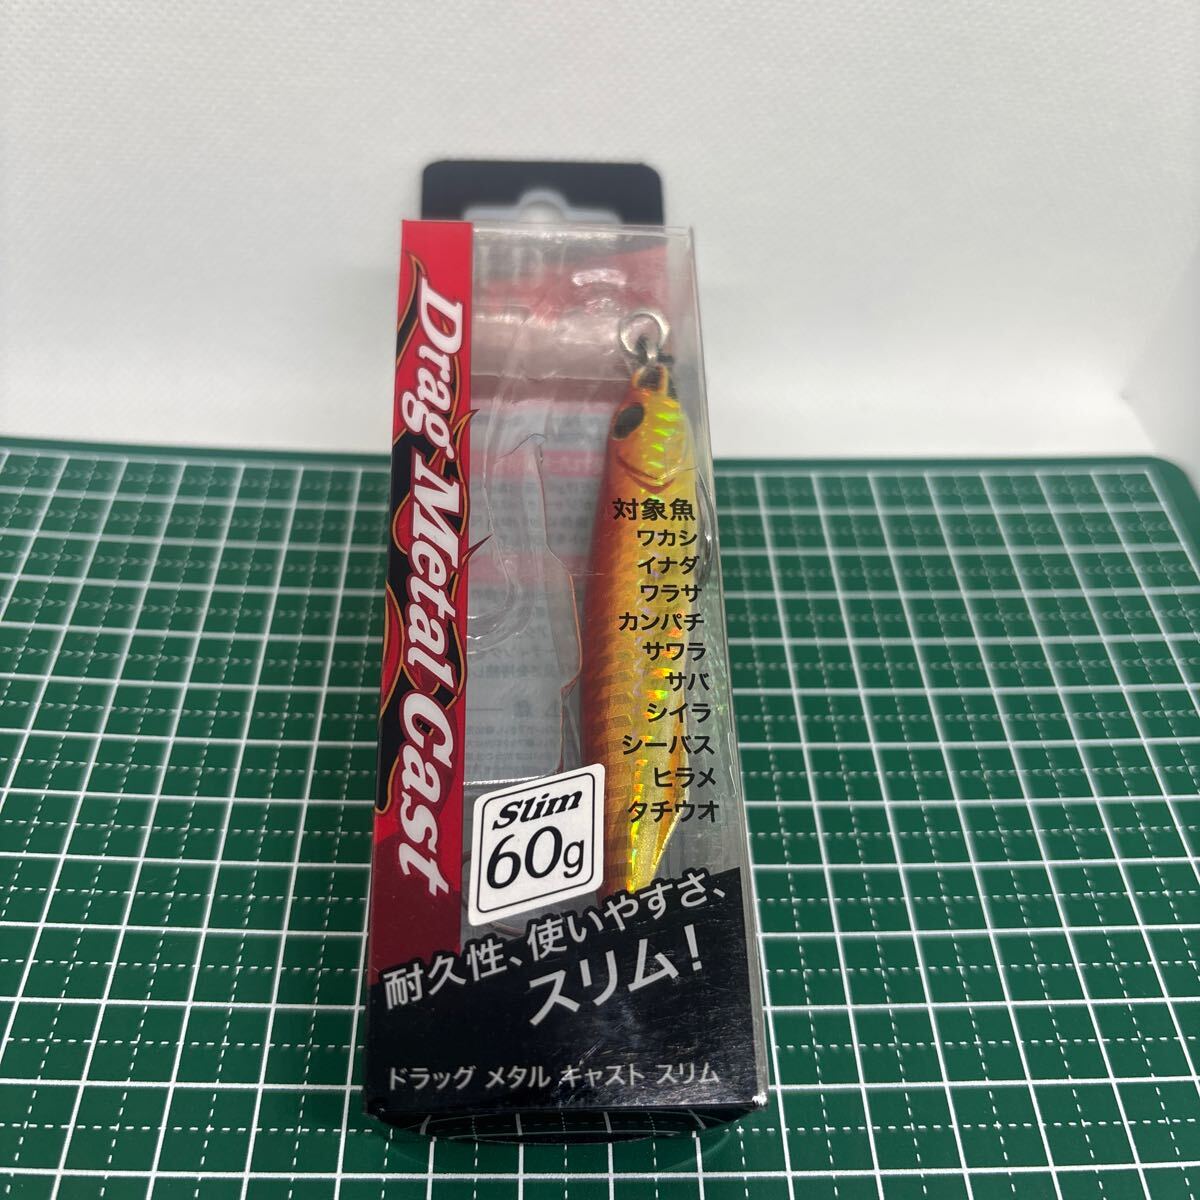 Drag Metal Cast
対象魚
ワカシ
イナダ
ワラサ
カンパチ
サワラ
サバ
シイラ
シーバス
ヒラメ
タチウオ
Slim
60g
耐久性、使いやすさ、
スリム!
ドラッグ メタル キャスト スリム